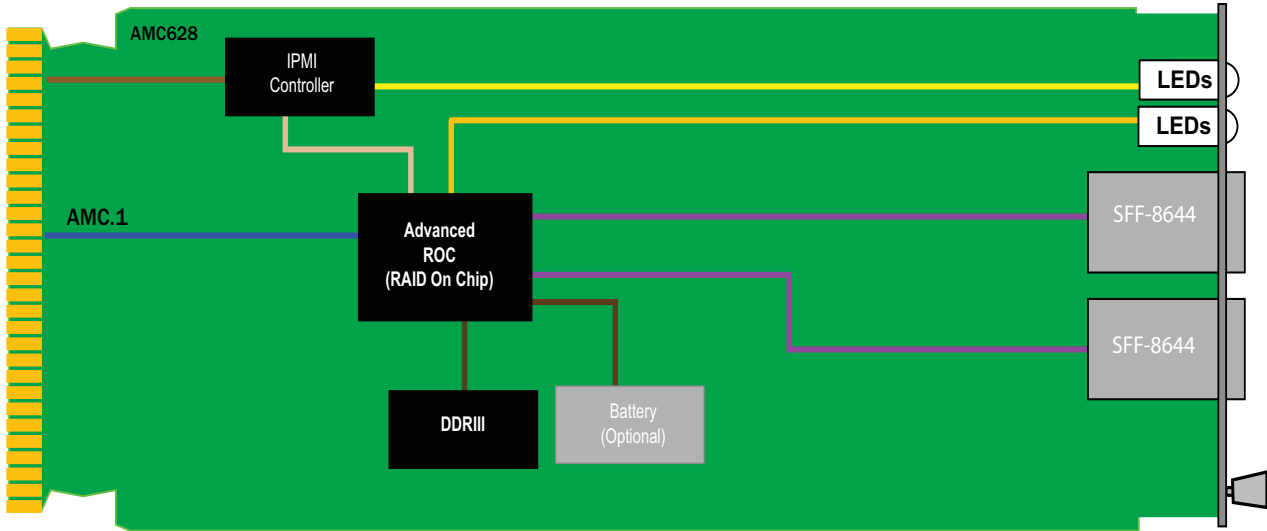 AMC628
IPMI
Controller
LEDs
LEDs
AMC.1
Advanced
ROC
(RAID On Chip)
SFF-8644
SFF-8644
DDRIII
Battery
(Optional)